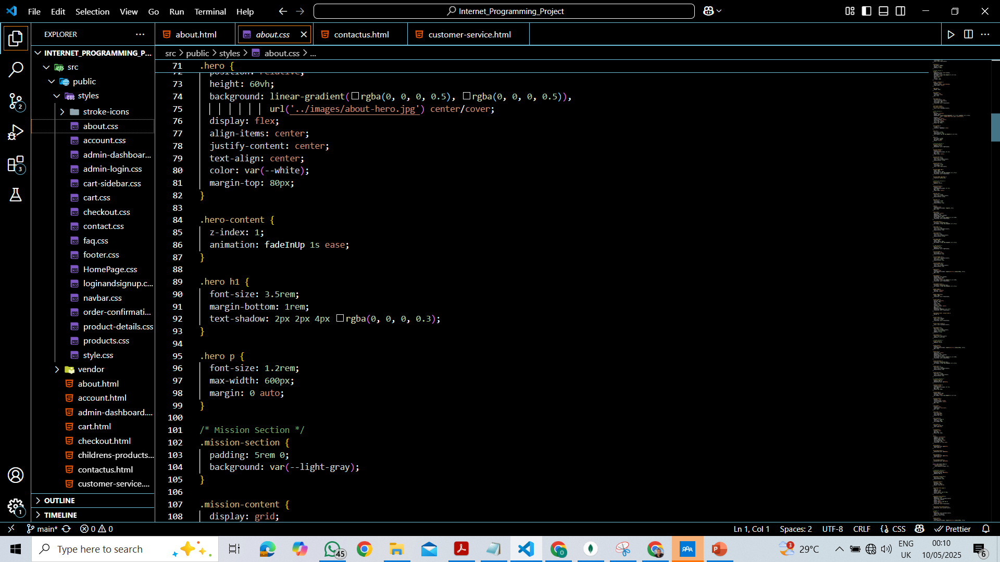 File Edit Selection View Go Run Terminal Help
Internet_Programming_Project
EXPLORER
about.html
about.css
contactus.html
customer-service.html
INTERNET_PROGRAMMING_P...
src
public
styles
stroke-icons
about.css
account.css
admin-dashboar...
admin-login.css
cart-sidebar.css
cart.css
checkout.css
contact.css
faq.css
footer.css
HomePage.css
loginandsignup.c...
navbar.css
order-confirmati...
product-details.css
products.css
style.css
vendor
about.html
account.html
admin-dashboard....
cart.html
checkout.html
childrens-products...
contactus.html
customer-service....
OUTLINE
TIMELINE
2
3
1
src > public > styles > about.css > ...
71 .hero {
72 position: relative;
73 height: 60vh;
74 background: linear-gradient(rgba(0, 0, 0, 0.5), rgba(0, 0, 0, 0.5)),
75 url('../images/about-hero.jpg') center/cover;
76 display: flex;
77 align-items: center;
78 justify-content: center;
79 text-align: center;
80 color: var(--white);
81 margin-top: 80px;
82 }
83
84 .hero-content {
85 z-index: 1;
86 animation: fadeInUp 1s ease;
87 }
88
89 .hero h1 {
90 font-size: 3.5rem;
91 margin-bottom: 1rem;
92 text-shadow: 2px 2px 4px rgba(0, 0, 0, 0.3);
93 }
94
95 .hero p {
96 font-size: 1.2rem;
97 max-width: 600px;
98 margin: 0 auto;
99 }
100
101 /* Mission Section */
102 .mission-section {
103 padding: 5rem 0;
104 background: var(--light-gray);
105 }
106
107 .mission-content {
108 display: grid;
main* 0 0
Ln 1, Col 1 Spaces: 2 UTF-8 CRLF {} CSS Prettier
Type here to search
45
3
29°C
ENG
UK
00:10
10/05/2025
6